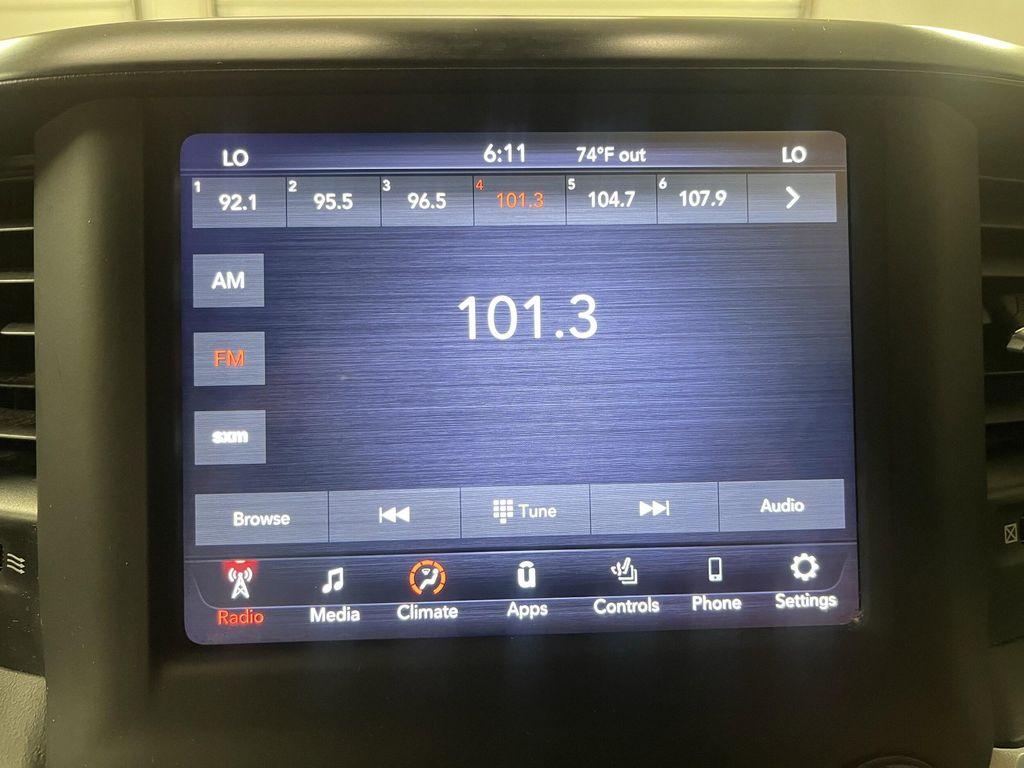 LO 6:11 74°F out LO
1 92.1 2 95.5 3 96.5 4 101.3 5 104.7 6 107.9
AM
101.3
FM
sxm
Browse Tune Audio
Radio Media Climate Apps Controls Phone Settings